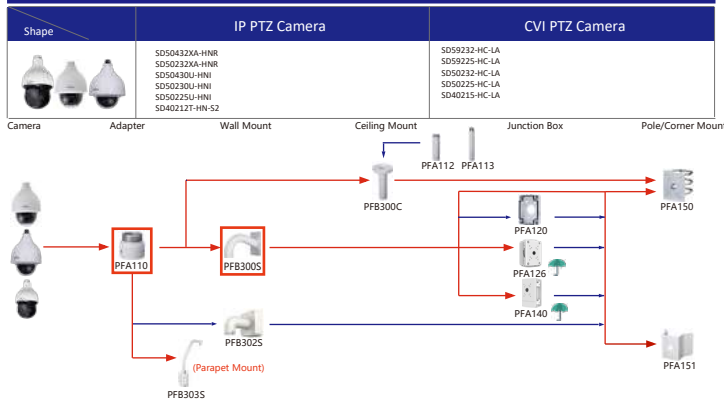 Shape
IP PTZ Camera
CVI PTZ Camera
SD50432XA-HNR
SD50232XA-HNR
SD50430U-HNI
SD50230U-HNI
SD50225U-HNI
SD40212T-HN-S2
SD59232-HC-LA
SD59225-HC-LA
SD50232-HC-LA
SD50225-HC-LA
SD40215-HC-LA
Camera
Adapter
Wall Mount
Ceiling Mount
Junction Box
Pole/Corner Mount
PFA112
PFA113
PFB300C
PFA150
PFA120
PFA110
PFB300S
PFA126
PFA140
PFB302S
(Parapet Mount)
PFA151
PFB303S